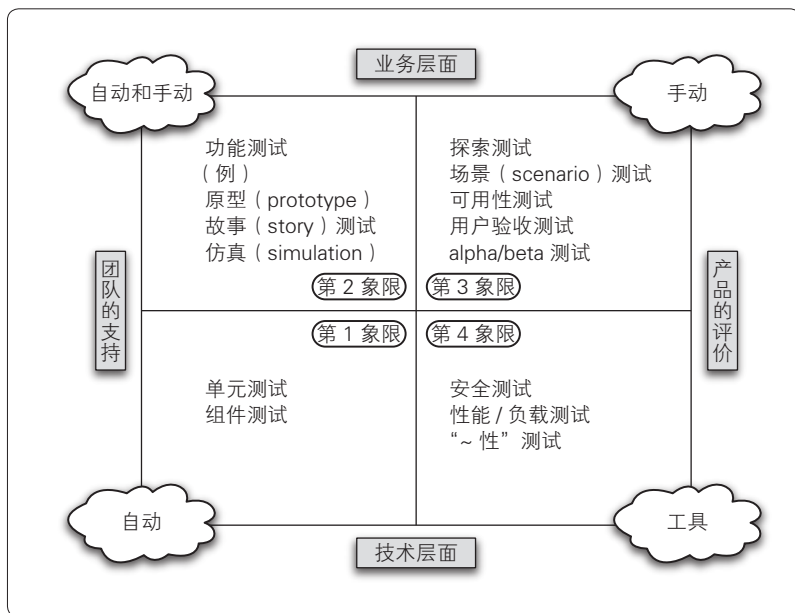 业务层面
自动和手动
手动
功能测试
（例）
原型（prototype）
故事（story）测试
仿真（simulation）
探索测试
场景（scenario）测试
可用性测试
用户验收测试
alpha/beta 测试
团队的支持
产品的评价
第 2 象限
第 3 象限
第 1 象限
第 4 象限
单元测试
组件测试
安全测试
性能 / 负载测试
“~ 性”测试
自动
工具
技术层面